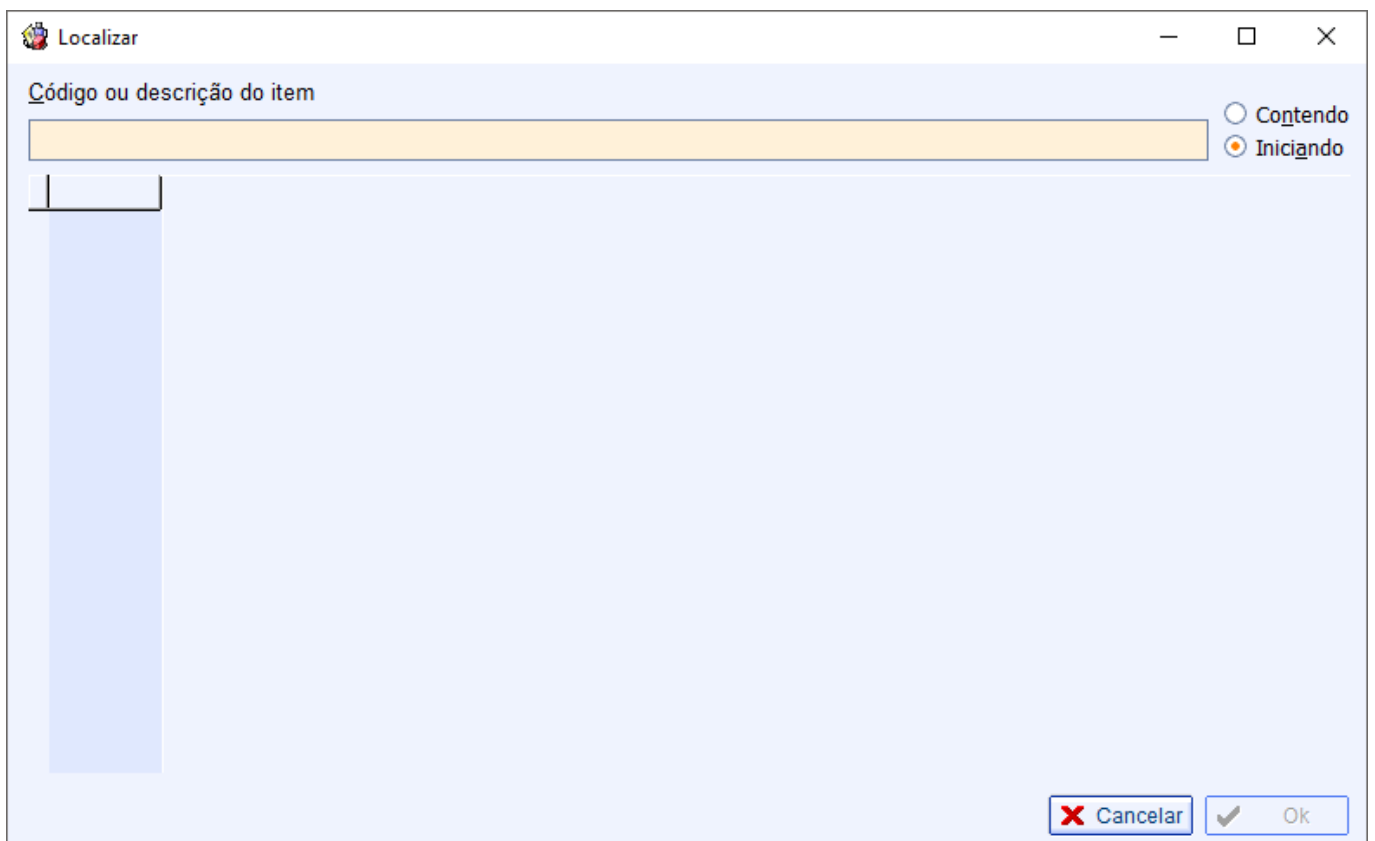 Localizar
Código ou descrição do item
Contendo
Iniciando
Cancelar
Ok